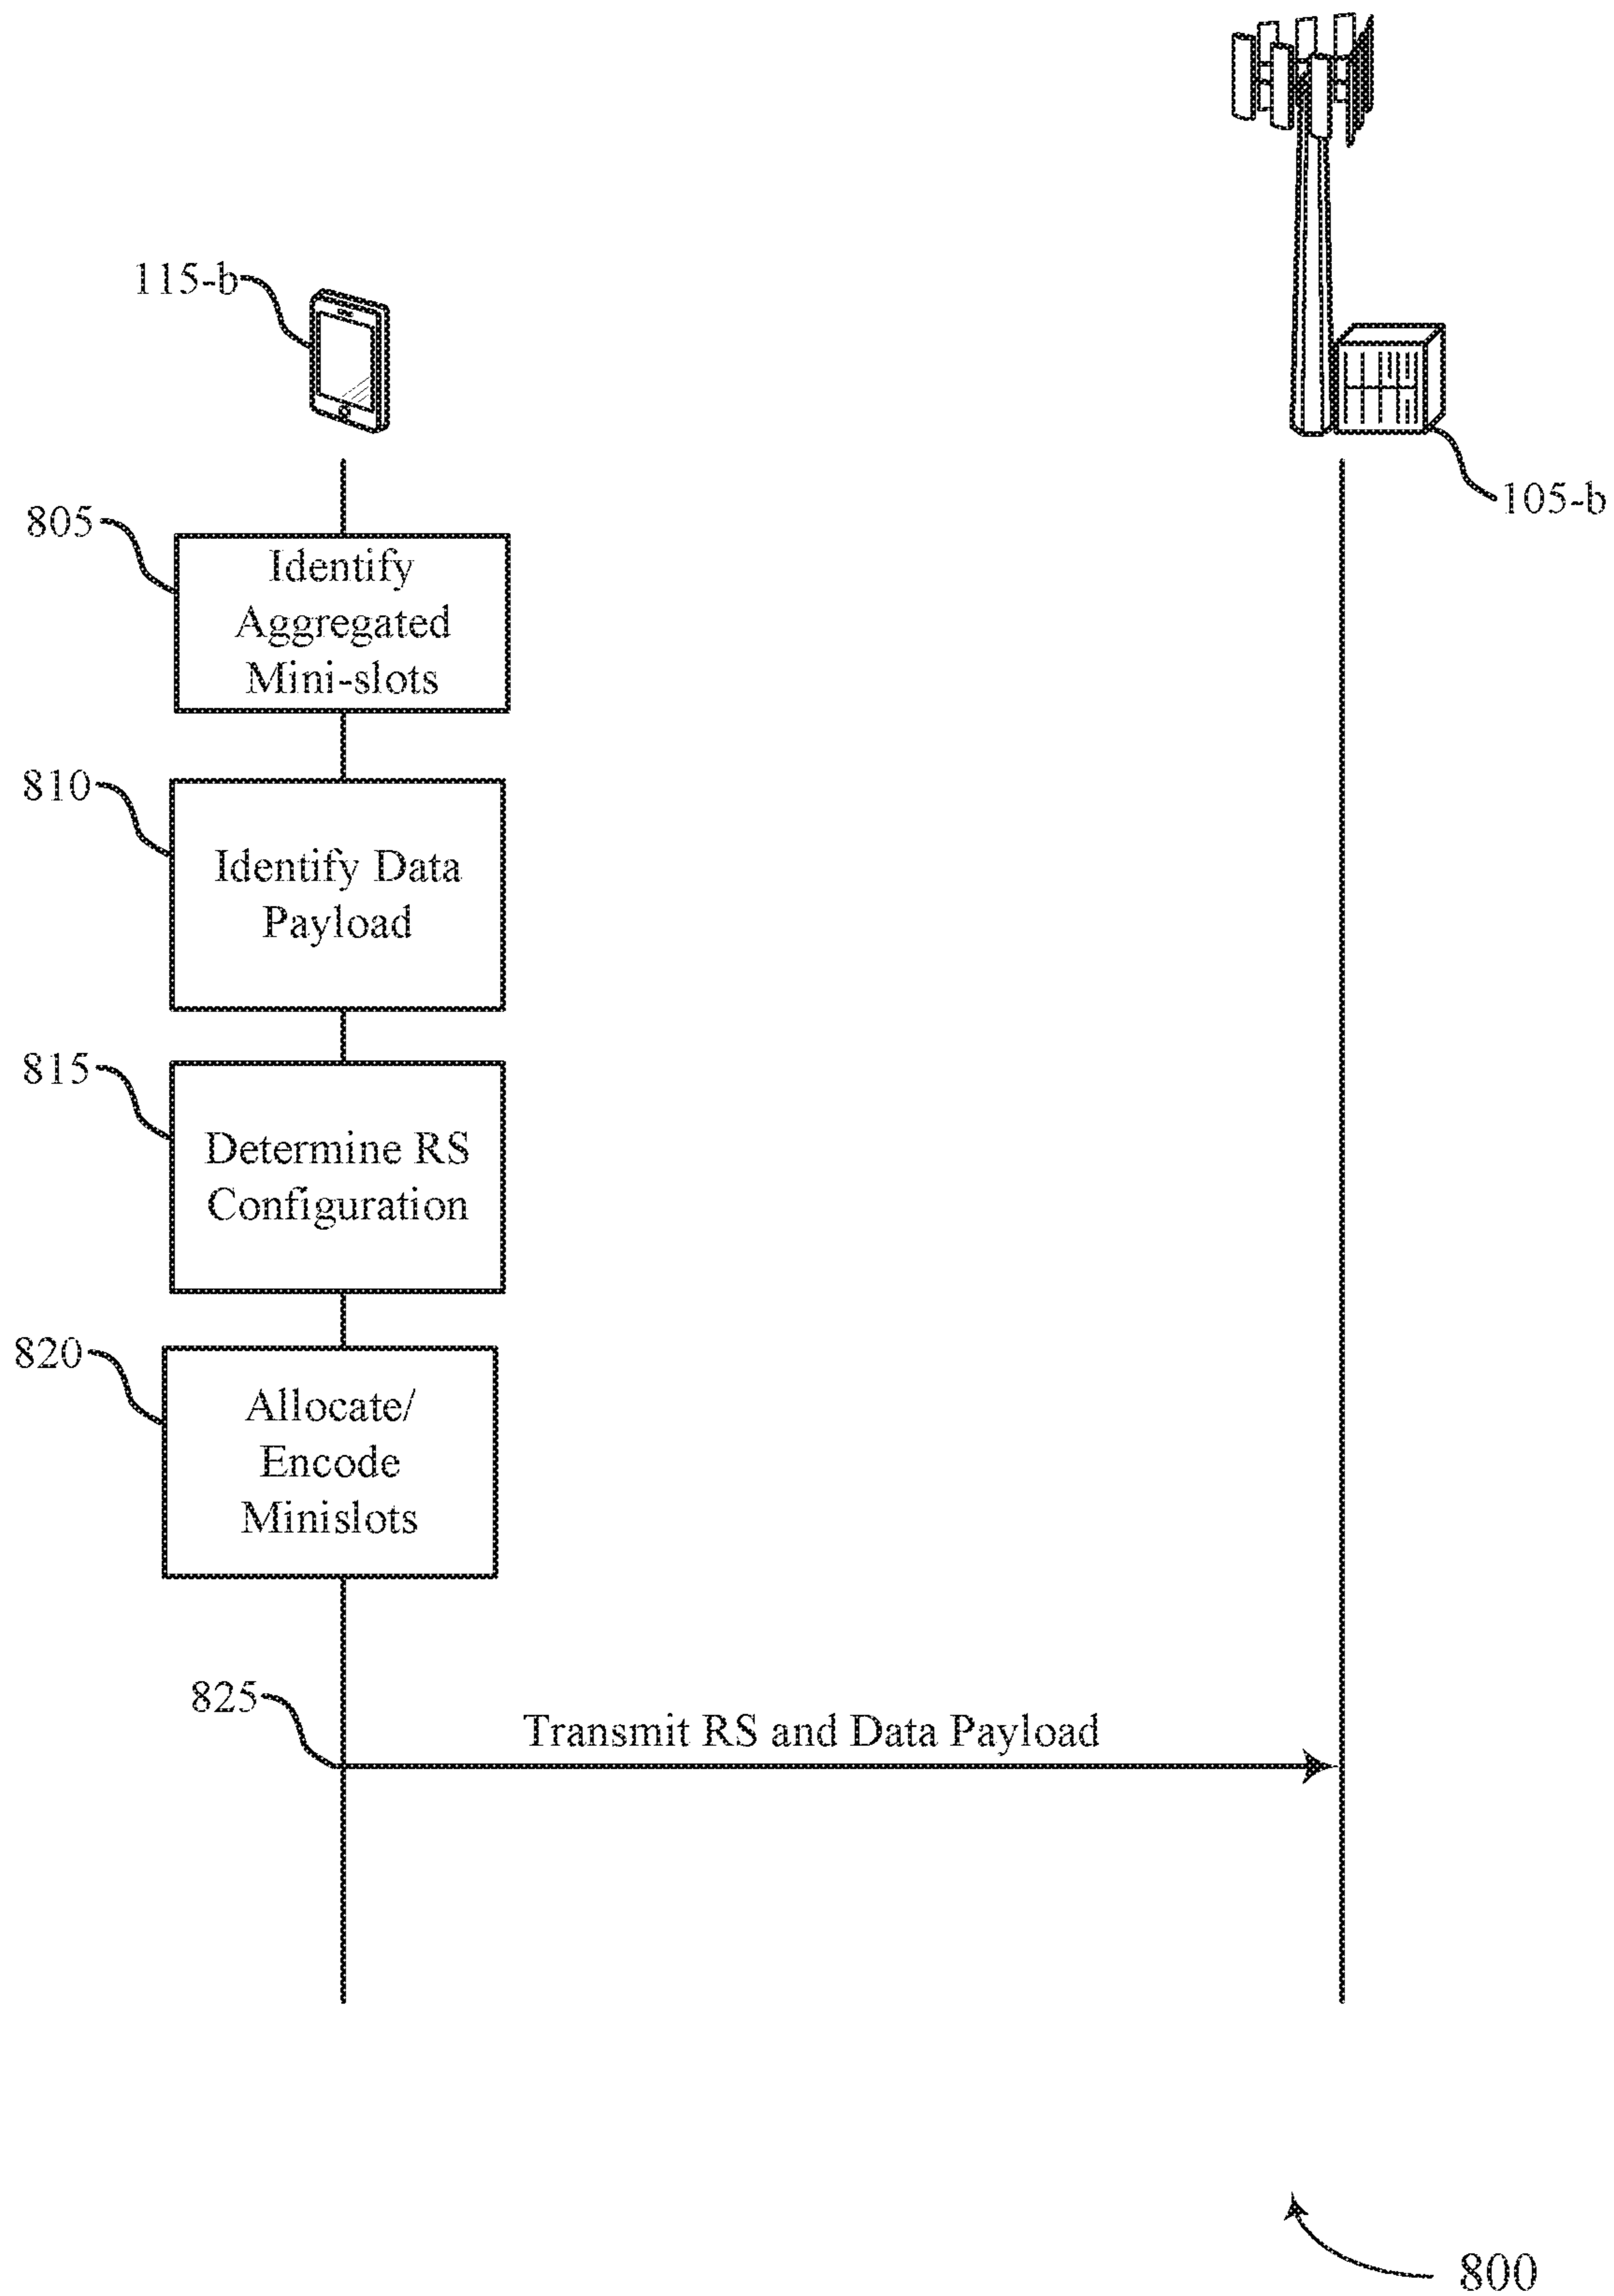 115-b
105-b
805
Identify
Aggregated
Mini-slots
810
Identify Data
Payload
815
Determine RS
Configuration
820
Allocate/
Encode
Minislots
825
Transmit RS and Data Payload
800